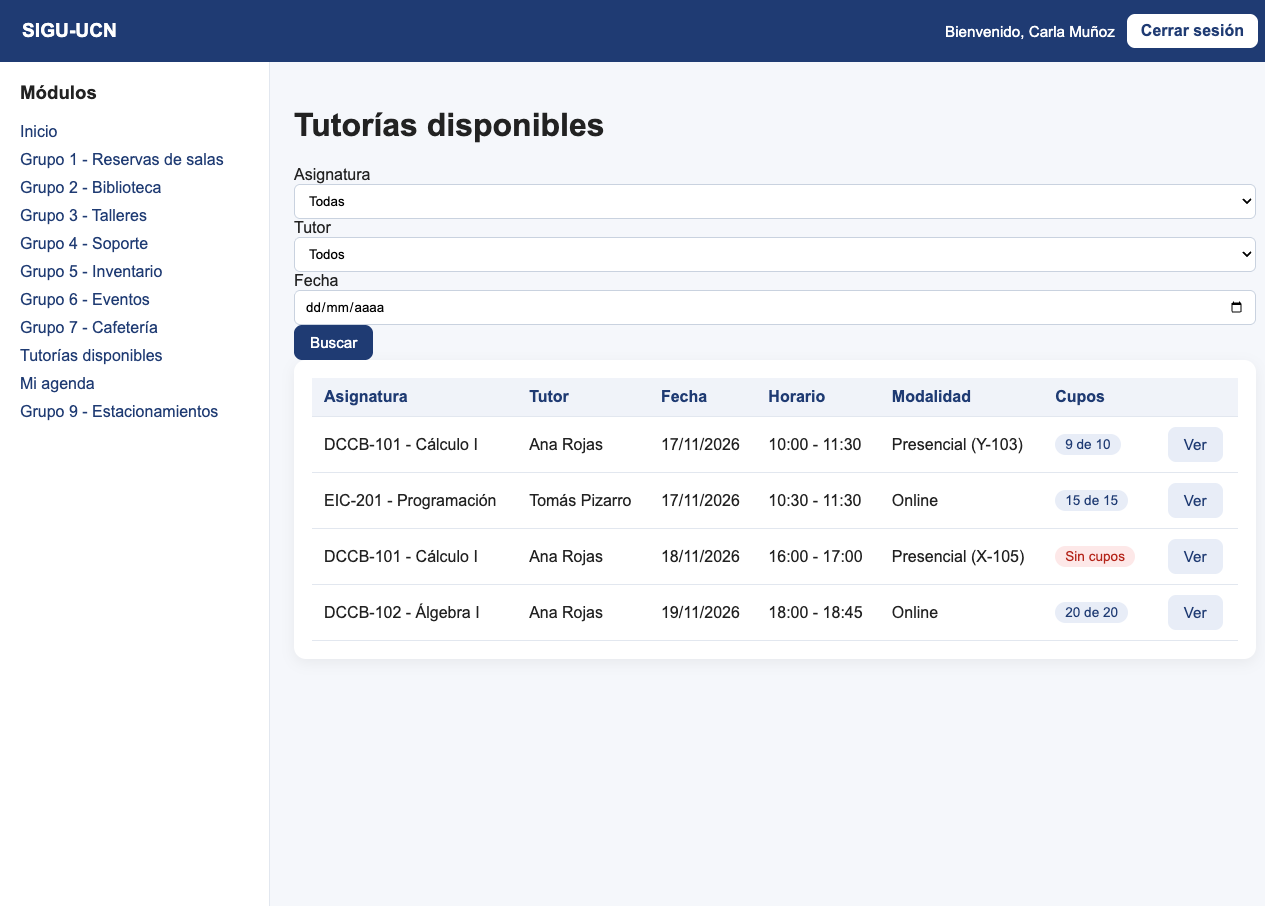 SIGU-UCN
Bienvenido, Carla Muñoz
Cerrar sesión
Módulos
Inicio
Grupo 1 - Reservas de salas
Grupo 2 - Biblioteca
Grupo 3 - Talleres
Grupo 4 - Soporte
Grupo 5 - Inventario
Grupo 6 - Eventos
Grupo 7 - Cafetería
Tutorías disponibles
Mi agenda
Grupo 9 - Estacionamientos
Tutorías disponibles
Asignatura
Todas
Tutor
Todos
Fecha
dd/mm/aaaa
Buscar
Asignatura Tutor Fecha Horario Modalidad Cupos
DCCB-101 - Cálculo I Ana Rojas 17/11/2026 10:00 - 11:30 Presencial (Y-103) 9 de 10 Ver
EIC-201 - Programación Tomás Pizarro 17/11/2026 10:30 - 11:30 Online 15 de 15 Ver
DCCB-101 - Cálculo I Ana Rojas 18/11/2026 16:00 - 17:00 Presencial (X-105) Sin cupos Ver
DCCB-102 - Álgebra I Ana Rojas 19/11/2026 18:00 - 18:45 Online 20 de 20 Ver